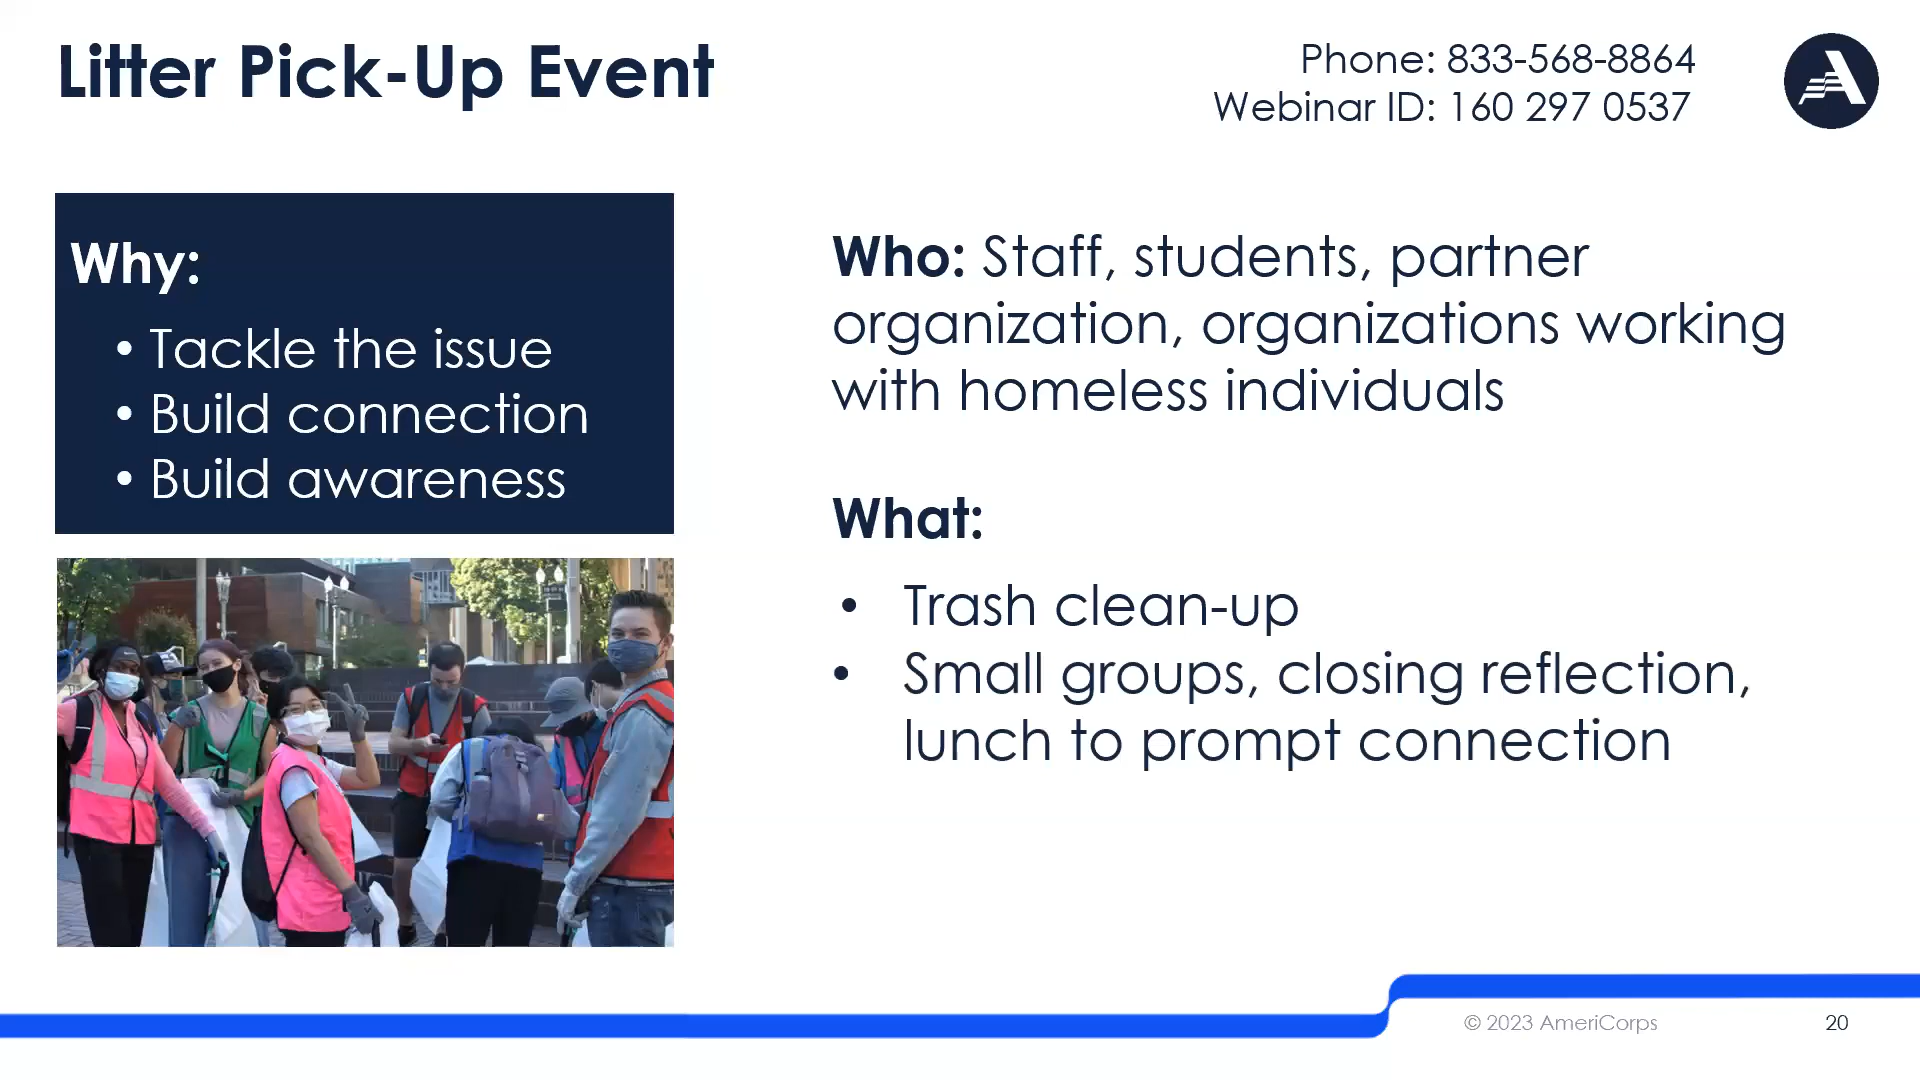 Litter Pick-Up Event
Phone: 833-568-8864
Webinar ID: 160 297 0537
Why:
• Tackle the issue
• Build connection
• Build awareness
Who: Staff, students, partner
organization, organizations working
with homeless individuals
What:
• Trash clean-up
• Small groups, closing reflection,
lunch to prompt connection
© 2023 AmeriCorps
20